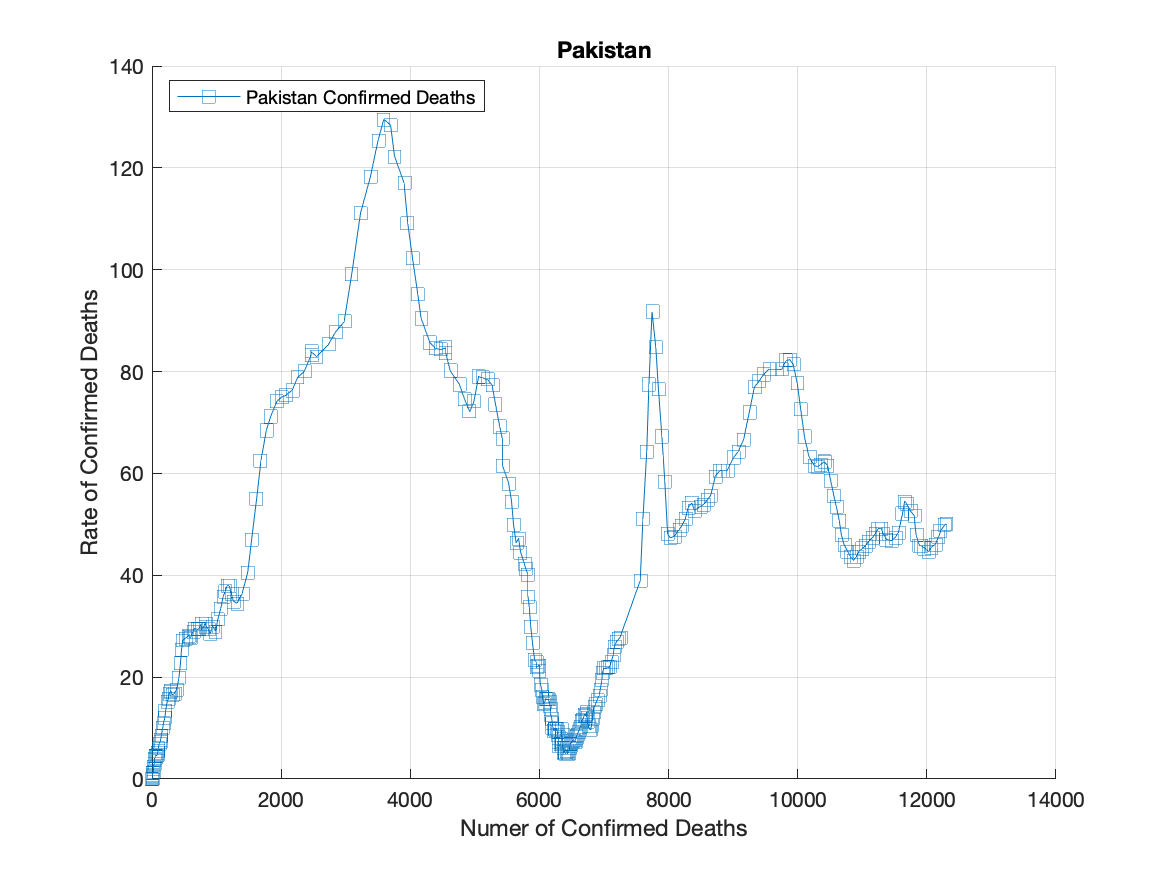 Pakistan
Pakistan Confirmed Deaths
140
120
100
80
60
40
20
0
Rate of Confirmed Deaths
0 2000 4000 6000 8000 10000 12000 14000
Numer of Confirmed Deaths